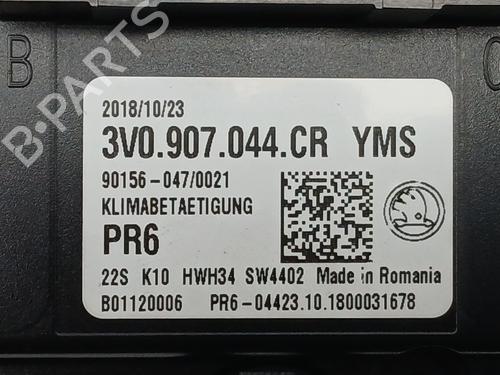 B
C
2018/10/23
3V0.907.044.CR YMS
90156-047/0021
KLIMABETAETIGUNG
PR6
22S K10 HWH34 SW4402 Made in Romania
B01120006 PR6-04423.10.1800031678
B-PARTS